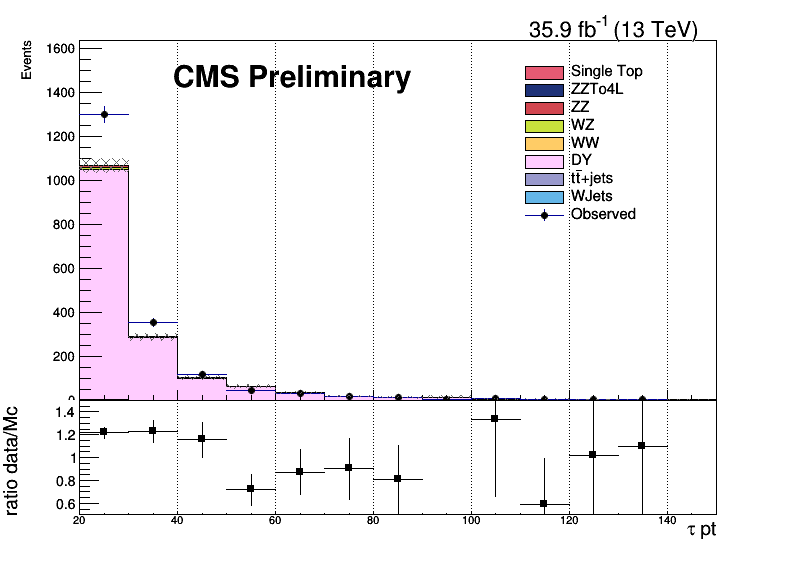 35.9 fb⁻¹ (13 TeV)
Events
1600
1400
1200
1000
800
600
400
200
0
CMS Preliminary
Single Top
ZZTo4L
ZZ
WZ
WW
DY
tt̄+jets
WJets
Observed
ratio data/Mc
1.4
1.2
1
0.8
0.6
20 40 60 80 100 120 140
τ pt